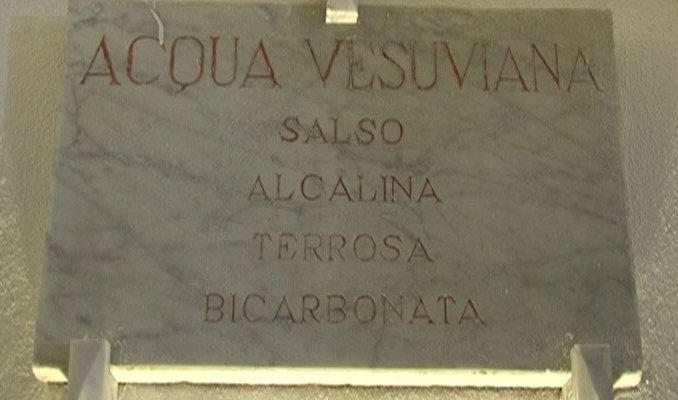 ACQUA VESUVIANA
SALSO
ALCALINA
TERROSA
BICARBONATA